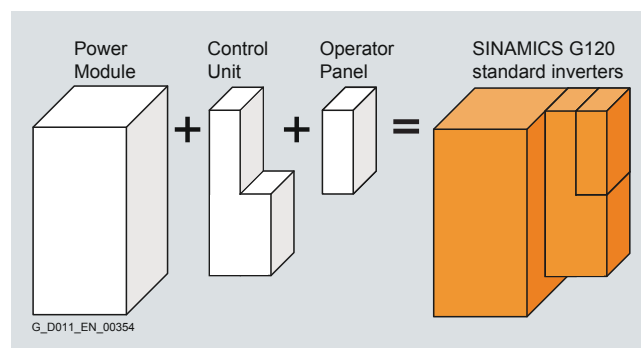 Power
Module
Control
Unit
Operator
Panel
SINAMICS G120
standard inverters
+
+
=
G_D011_EN_00354